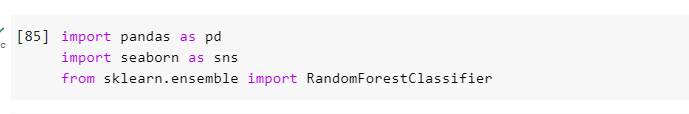 [85] import pandas as pd
import seaborn as sns
from sklearn.ensemble import RandomForestClassifier